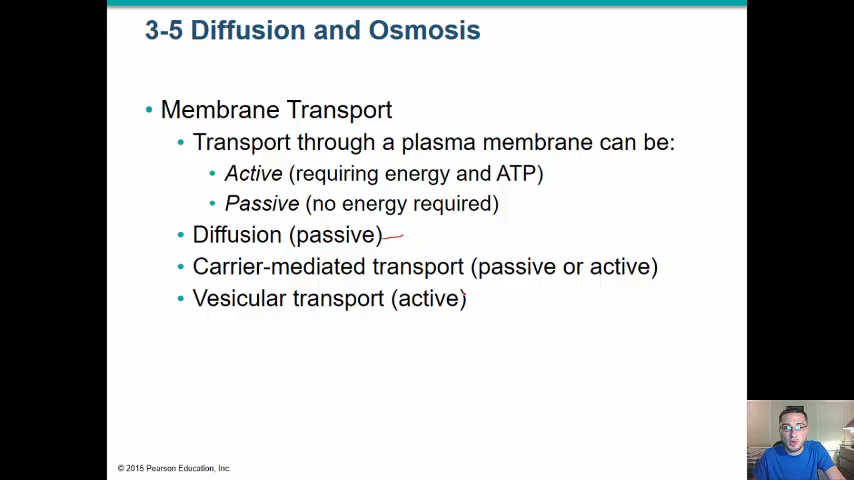 3-5 Diffusion and Osmosis
• Membrane Transport
• Transport through a plasma membrane can be:
• Active (requiring energy and ATP)
• Passive (no energy required)
• Diffusion (passive)
• Carrier-mediated transport (passive or active)
• Vesicular transport (active)
© 2015 Pearson Education, Inc.